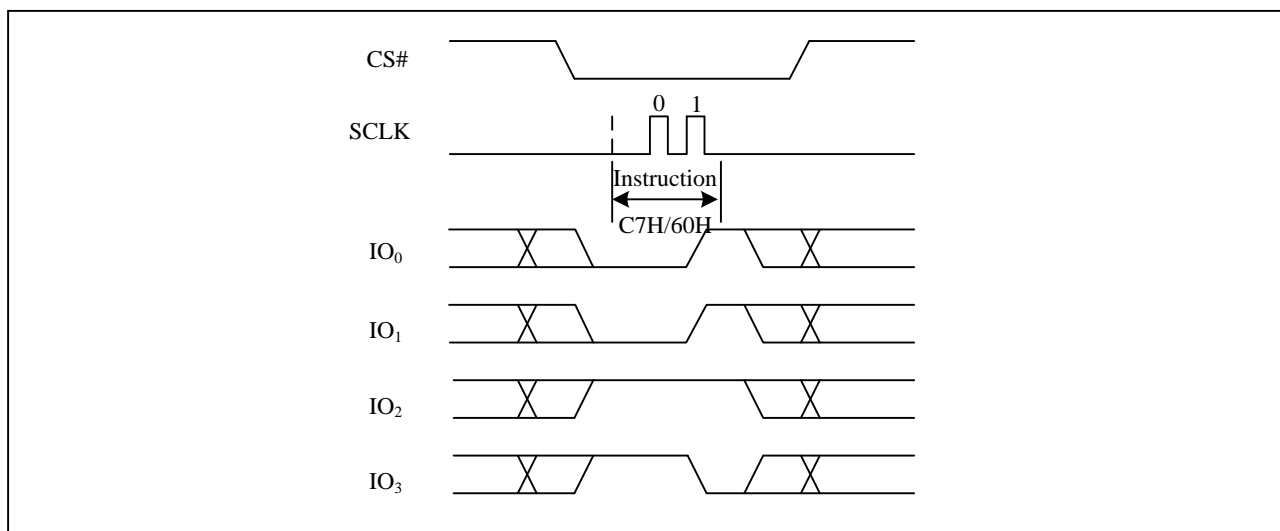 CS#
0 1
SCLK
Instruction
C7H/60H
IO₀
IO₁
IO₂
IO₃